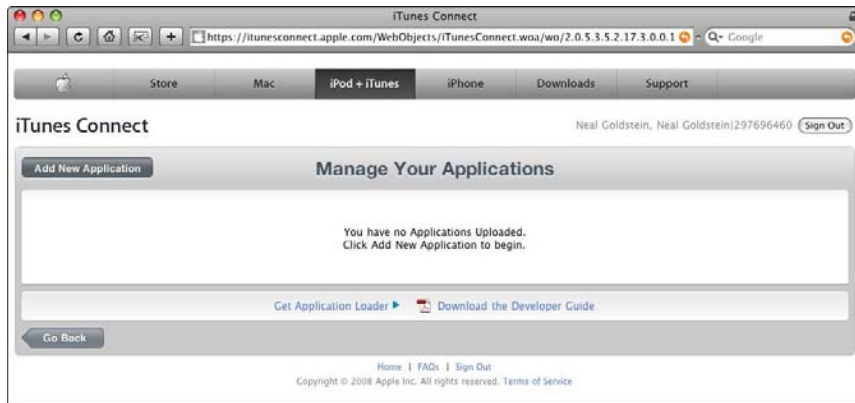 iTunes Connect
https://itunesconnect.apple.com/WebObjects/iTunesConnect.woa/wo/2.0.5.3.5.2.17.3.0.0.1 Google
Store Mac iPod + iTunes iPhone Downloads Support
iTunes Connect Neal Goldstein, Neal Goldstein|297696460 Sign Out
Add New Application Manage Your Applications
You have no Applications Uploaded.
Click Add New Application to begin.
Get Application Loader Download the Developer Guide
Go Back
Home | FAQs | Sign Out
Copyright © 2008 Apple Inc. All rights reserved. Terms of Service